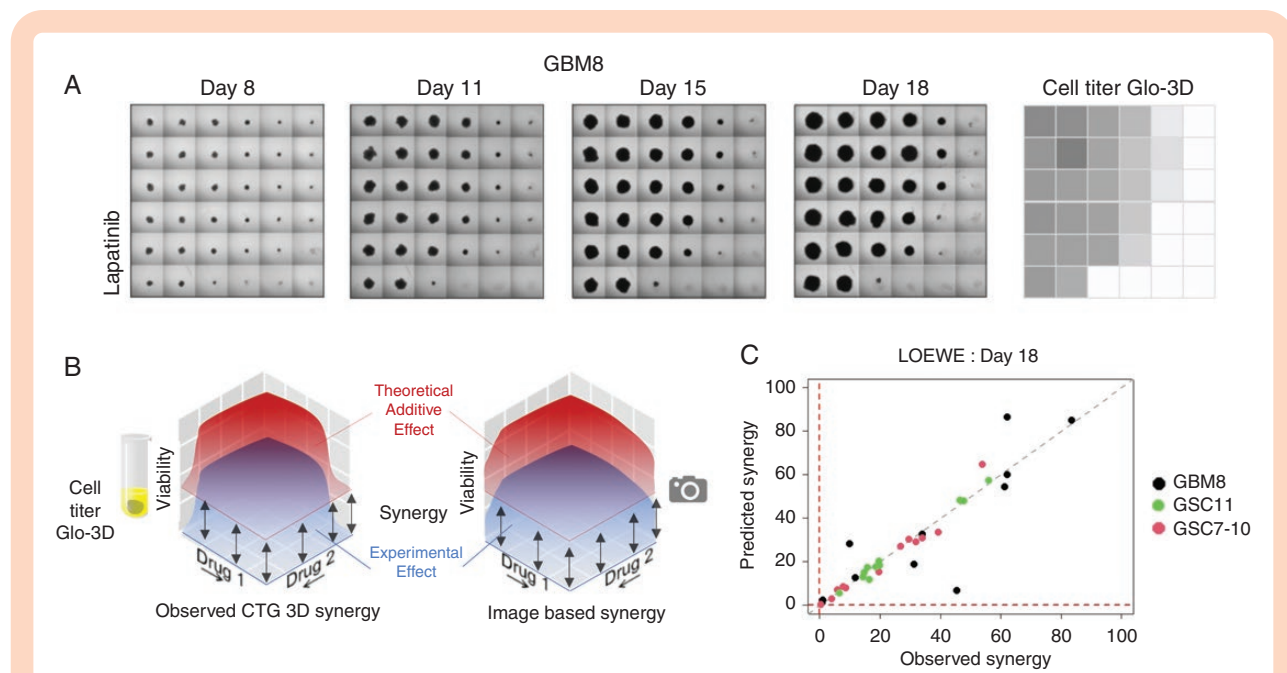 GBM8
A
Day 8
Day 11
Day 15
Day 18
Cell titer Glo-3D
Lapatinib
B
Theoretical
Additive
Effect
Viability
Viability
Cell
titer
Glo-3D
Synergy
Experimental
Effect
Drug 1
Drug 2
Drug 1
Drug 2
Observed CTG 3D synergy
Image based synergy
C
LOEWE : Day 18
Predicted synergy
100
80
60
40
20
0
0 20 40 60 80 100
Observed synergy
GBM8
GSC11
GSC7-10